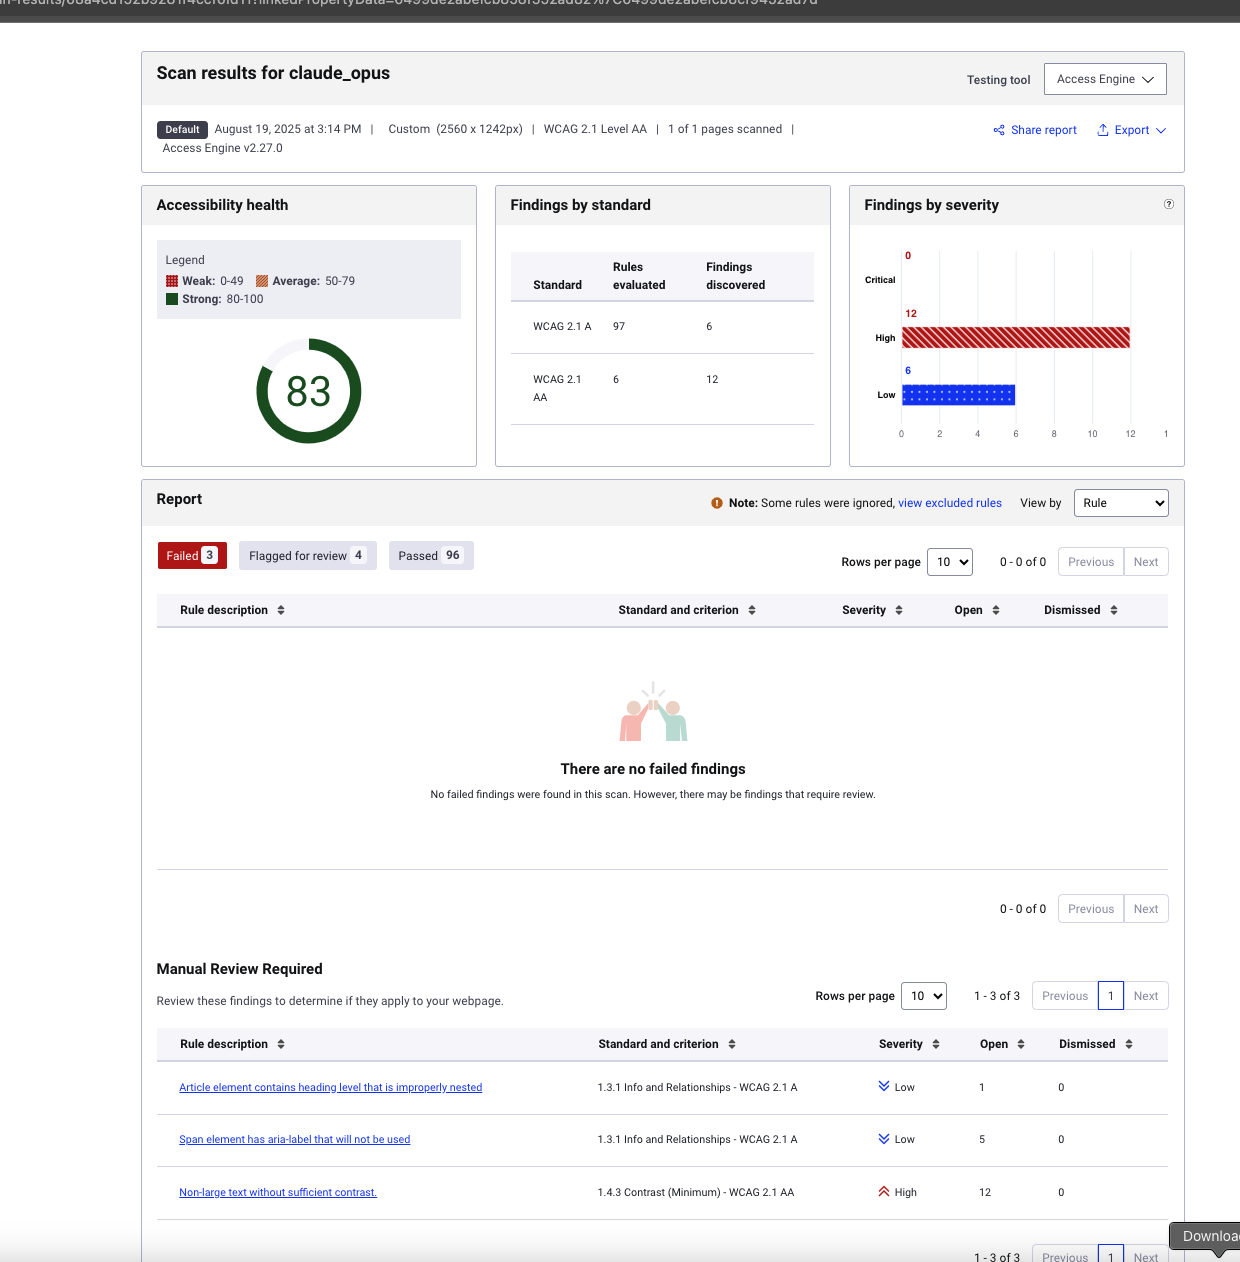 Scan results for claude_opus
Testing tool
Access Engine
Default August 19, 2025 at 3:14 PM | Custom (2560 x 1242px) | WCAG 2.1 Level AA | 1 of 1 pages scanned |
Access Engine v2.27.0
Share report
Export
Accessibility health
Legend
Weak: 0-49 Average: 50-79
Strong: 80-100
83
Findings by standard
Standard Rules evaluated Findings discovered
WCAG 2.1 A 97 6
WCAG 2.1 AA 6 12
Findings by severity
?
0
Critical
12
High
6
Low
0 2 4 6 8 10 12 1
Report
! Note: Some rules were ignored, view excluded rules
View by Rule
Failed 3
Flagged for review 4
Passed 96
Rows per page 10 0 - 0 of 0 Previous Next
Rule description Standard and criterion Severity Open Dismissed
There are no failed findings
No failed findings were found in this scan. However, there may be findings that require review.
0 - 0 of 0 Previous Next
Manual Review Required
Review these findings to determine if they apply to your webpage.
Rows per page 10 1 - 3 of 3 Previous 1 Next
Rule description Standard and criterion Severity Open Dismissed
Article element contains heading level that is improperly nested 1.3.1 Info and Relationships - WCAG 2.1 A Low 1 0
Span element has aria-label that will not be used 1.3.1 Info and Relationships - WCAG 2.1 A Low 5 0
Non-large text without sufficient contrast. 1.4.3 Contrast (Minimum) - WCAG 2.1 AA High 12 0
Downloa
1 - 3 of 3 Previous 1 Next